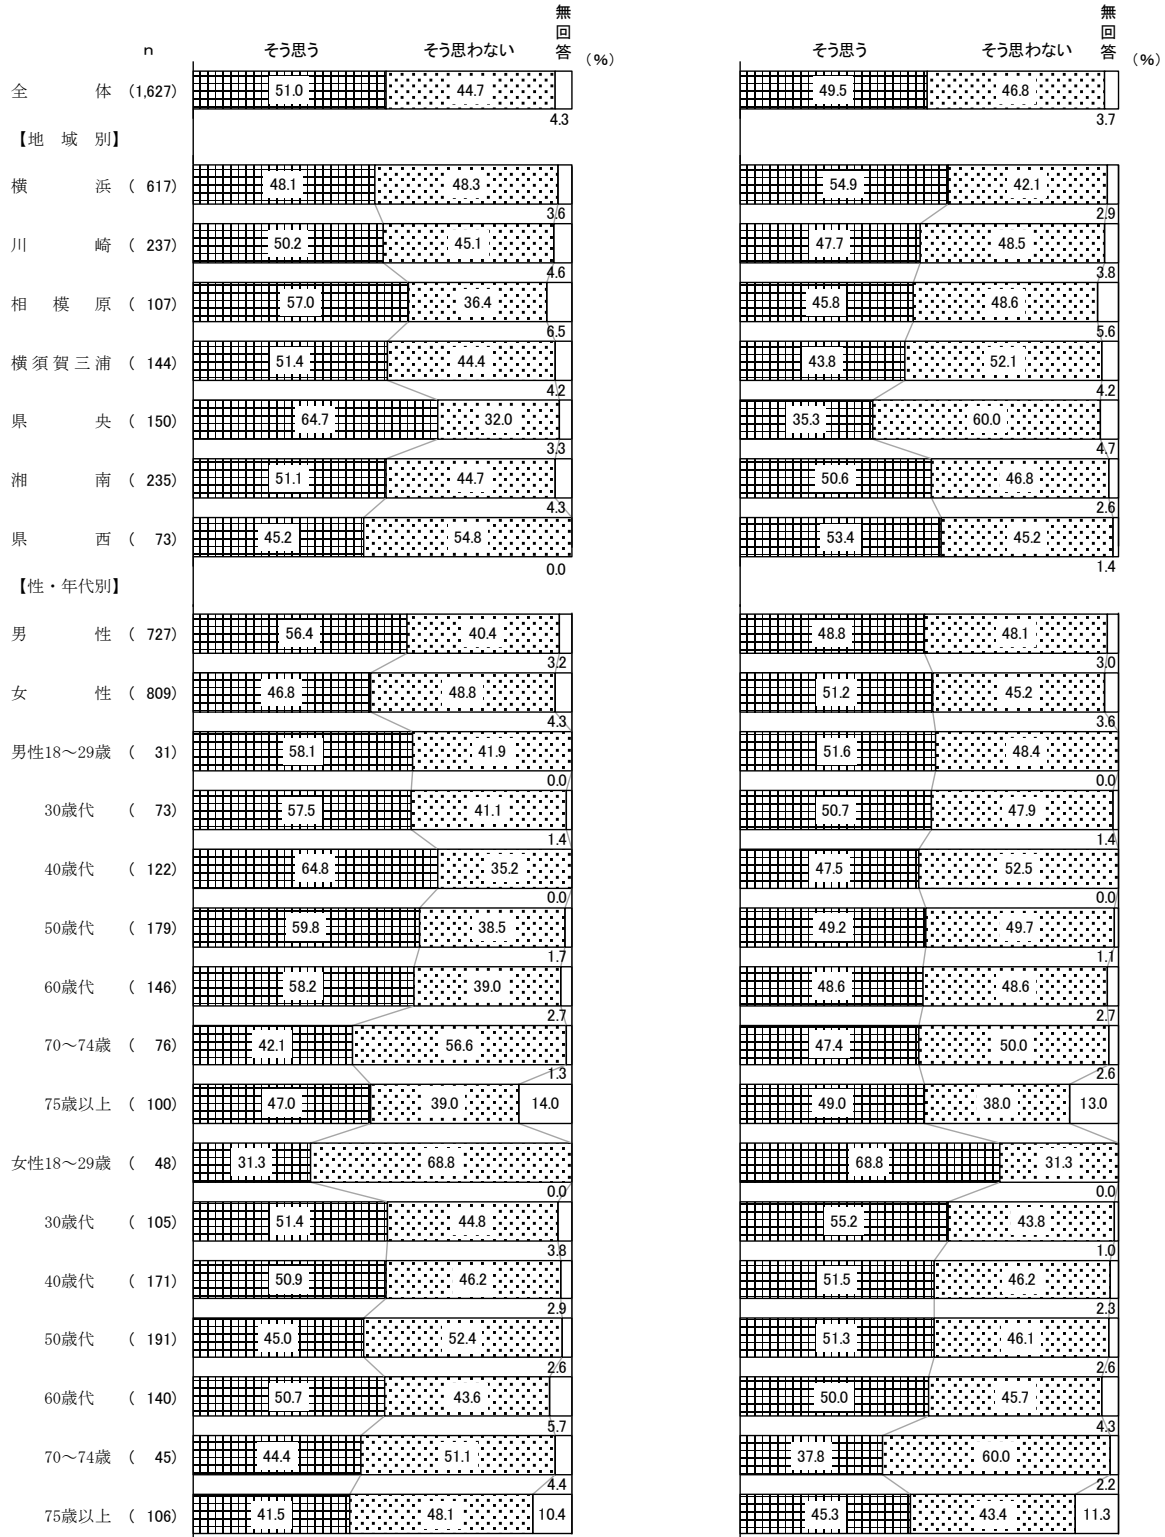 無回答 無回答
n そう思う そう思わない (%) そう思う そう思わない (%)
全体 (1,627) 51.0 44.7 49.5 46.8
4.3 3.7
【地域別】
横浜 (617) 48.1 48.3 54.9 42.1
3.6 2.9
川崎 (237) 50.2 45.1 47.7 48.5
4.6 3.8
相模原 (107) 57.0 36.4 45.8 48.6
6.5 5.6
横須賀三浦 (144) 51.4 44.4 43.8 52.1
4.2 4.2
県央 (150) 64.7 32.0 35.3 60.0
3.3 4.7
湘南 (235) 51.1 44.7 50.6 46.8
4.3 2.6
県西 (73) 45.2 54.8 53.4 45.2
0.0 1.4
【性・年代別】
男性 (727) 56.4 40.4 48.8 48.1
3.2 3.0
女性 (809) 46.8 48.8 51.2 45.2
4.3 3.6
男性18～29歳 (31) 58.1 41.9 51.6 48.4
0.0 0.0
30歳代 (73) 57.5 41.1 50.7 47.9
1.4 1.4
40歳代 (122) 64.8 35.2 47.5 52.5
0.0 0.0
50歳代 (179) 59.8 38.5 49.2 49.7
1.7 1.1
60歳代 (146) 58.2 39.0 48.6 48.6
2.7 2.7
70～74歳 (76) 42.1 56.6 47.4 50.0
1.3 2.6
75歳以上 (100) 47.0 39.0 14.0 49.0 38.0 13.0
女性18～29歳 (48) 31.3 68.8 68.8 31.3
0.0 0.0
30歳代 (105) 51.4 44.8 55.2 43.8
3.8 1.0
40歳代 (171) 50.9 46.2 51.5 46.2
2.9 2.3
50歳代 (191) 45.0 52.4 51.3 46.1
2.6 2.6
60歳代 (140) 50.7 43.6 50.0 45.7
5.7 4.3
70～74歳 (45) 44.4 51.1 37.8 60.0
4.4 2.2
75歳以上 (106) 41.5 48.1 10.4 45.3 43.4 11.3